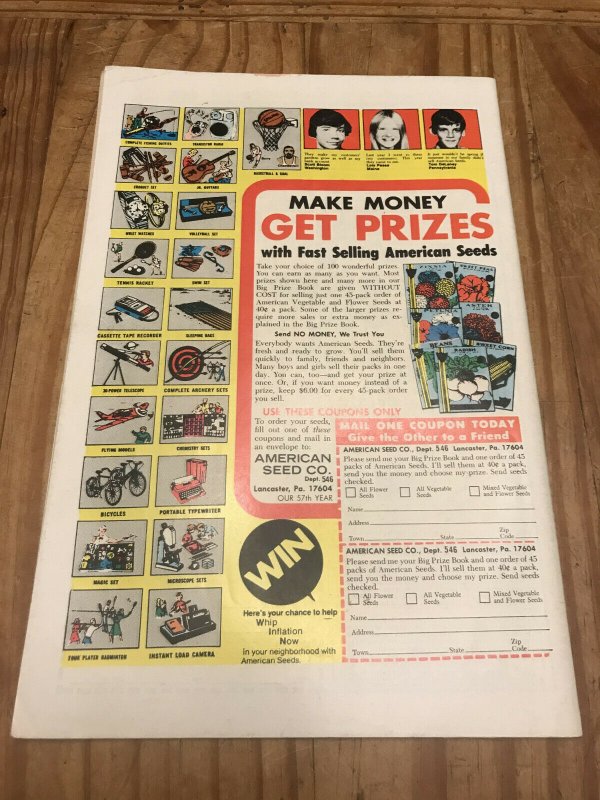 COMPLETE FISHING OUTFITS
TRANSISTOR RADIO
CROQUET SET
JR. GUITARS
BASKETBALL & GOAL
WRIST WATCHES
VOLLEYBALL SET
TENNIS RACKET
SWIM SET
CASSETTE TAPE RECORDER
SLEEPING BAGS
30-POWER TELESCOPE
COMPLETE ARCHERY SETS
FLYING MODELS
CHEMISTRY SETS
BICYCLES
PORTABLE TYPEWRITER
MAGIC SET
MICROSCOPE SETS
FOUR PLAYER BADMINTON
INSTANT LOAD CAMERA
Washington
Maine
Pennsylvania
MAKE MONEY
GET PRIZES
with Fast Selling American Seeds
Take your choice of 100 wonderful prizes.
You can earn as many as you want. Most
prizes shown here and many more in our
Big Prize Book are given WITHOUT
COST for selling just one 45-pack order of
American Vegetable and Flower Seeds at
40¢ a pack. Some of the larger prizes re-
quire more sales or extra money as ex-
plained in the Big Prize Book.
Send NO MONEY, We Trust You
Everybody wants American Seeds. They're
fresh and ready to grow. You'll sell them
quickly to family, friends and neighbors.
Many boys and girls sell their packs in one
day. You can, too—and get your prize at
once. Or, if you want money instead of a
prize, keep $6.00 for every 45-pack order
you sell.
ZINNIA
ASTER
BEANS
RADISH
SWEET CORN
USE THESE COUPONS ONLY
To order your seeds,
fill out one of these
coupons and mail in
an envelope to:
AMERICAN
SEED CO.
Dept. 546
Lancaster, Pa. 17604
OUR 57th YEAR
MAIL ONE COUPON TODAY
Give the Other to a Friend
AMERICAN SEED CO., Dept. 546 Lancaster, Pa. 17604
Please send me your Big Prize Book and one order of 45
packs of American Seeds. I'll sell them at 40¢ a pack,
send you the money and choose my prize. Send seeds
checked.
All Flower Seeds
All Vegetable Seeds
Mixed Vegetable and Flower Seeds
Name
Address
Town State Zip Code
AMERICAN SEED CO., Dept. 546 Lancaster, Pa. 17604
Please send me your Big Prize Book and one order of 45
packs of American Seeds. I'll sell them at 40¢ a pack,
send you the money and choose my prize. Send seeds
checked.
All Flower Seeds
All Vegetable Seeds
Mixed Vegetable and Flower Seeds
Name
Address
Town State Zip Code
WIN
Here's your chance to help
Whip
Inflation
Now
in your neighborhood with
American Seeds.